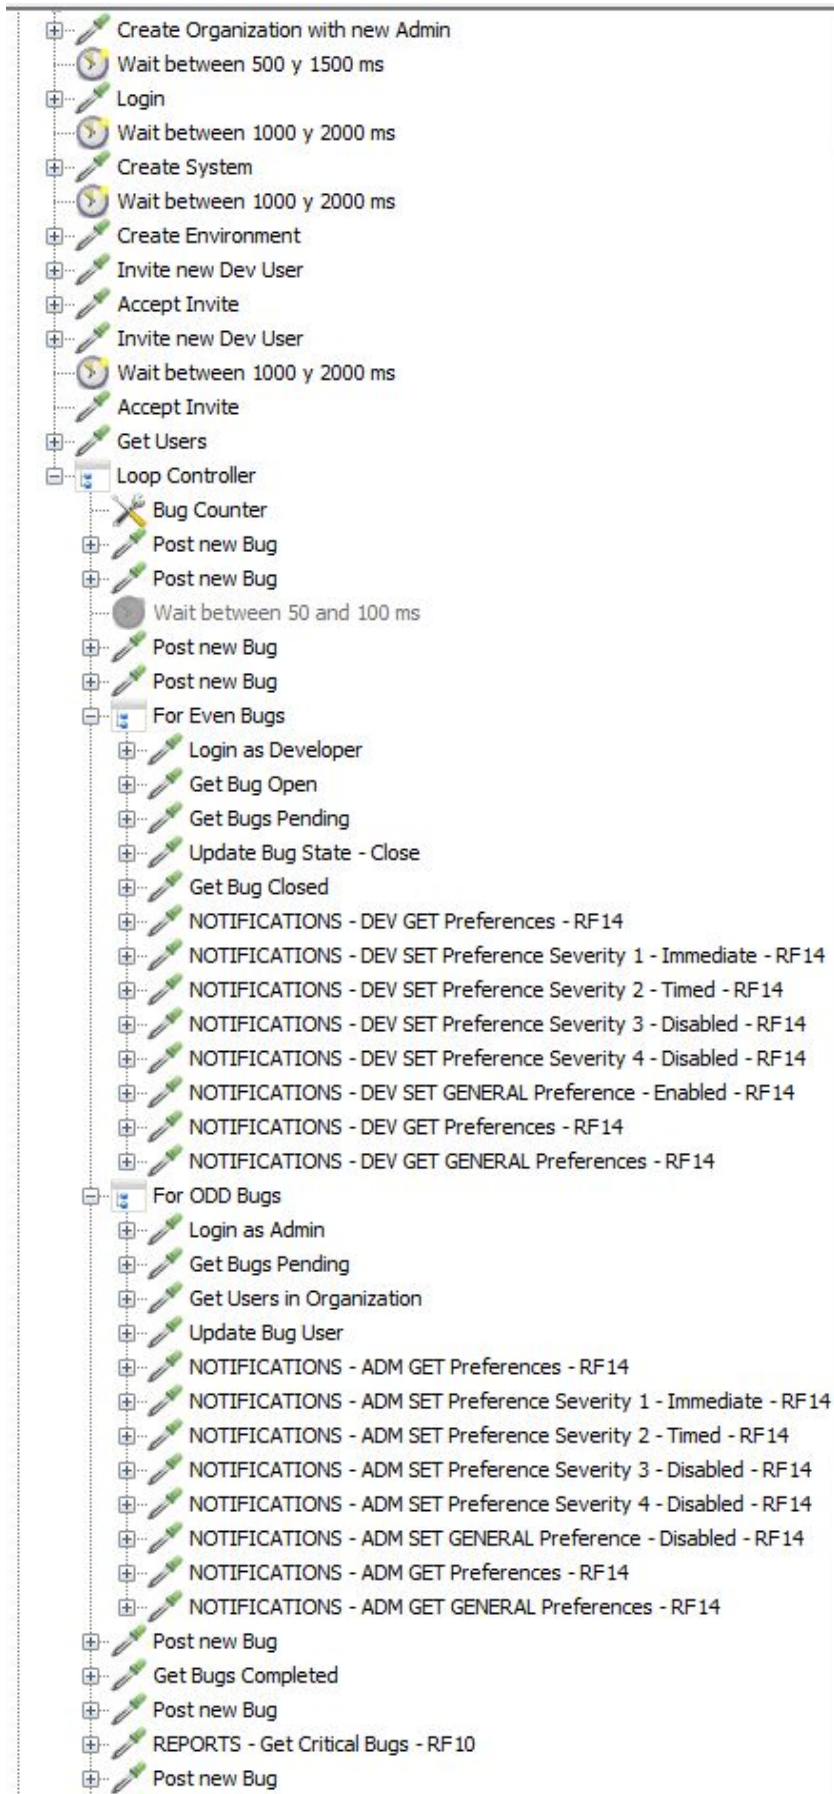 Create Organization with new Admin
Wait between 500 y 1500 ms
Login
Wait between 1000 y 2000 ms
Create System
Wait between 1000 y 2000 ms
Create Environment
Invite new Dev User
Accept Invite
Invite new Dev User
Wait between 1000 y 2000 ms
Accept Invite
Get Users
Loop Controller
Bug Counter
Post new Bug
Post new Bug
Wait between 50 and 100 ms
Post new Bug
Post new Bug
For Even Bugs
Login as Developer
Get Bug Open
Get Bugs Pending
Update Bug State - Close
Get Bug Closed
NOTIFICATIONS - DEV GET Preferences - RF14
NOTIFICATIONS - DEV SET Preference Severity 1 - Immediate - RF14
NOTIFICATIONS - DEV SET Preference Severity 2 - Timed - RF14
NOTIFICATIONS - DEV SET Preference Severity 3 - Disabled - RF14
NOTIFICATIONS - DEV SET Preference Severity 4 - Disabled - RF14
NOTIFICATIONS - DEV SET GENERAL Preference - Enabled - RF14
NOTIFICATIONS - DEV GET Preferences - RF14
NOTIFICATIONS - DEV GET GENERAL Preferences - RF14
For ODD Bugs
Login as Admin
Get Bugs Pending
Get Users in Organization
Update Bug User
NOTIFICATIONS - ADM GET Preferences - RF14
NOTIFICATIONS - ADM SET Preference Severity 1 - Immediate - RF14
NOTIFICATIONS - ADM SET Preference Severity 2 - Timed - RF14
NOTIFICATIONS - ADM SET Preference Severity 3 - Disabled - RF14
NOTIFICATIONS - ADM SET Preference Severity 4 - Disabled - RF14
NOTIFICATIONS - ADM SET GENERAL Preference - Disabled - RF14
NOTIFICATIONS - ADM GET Preferences - RF14
NOTIFICATIONS - ADM GET GENERAL Preferences - RF14
Post new Bug
Get Bugs Completed
Post new Bug
REPORTS - Get Critical Bugs - RF10
Post new Bug